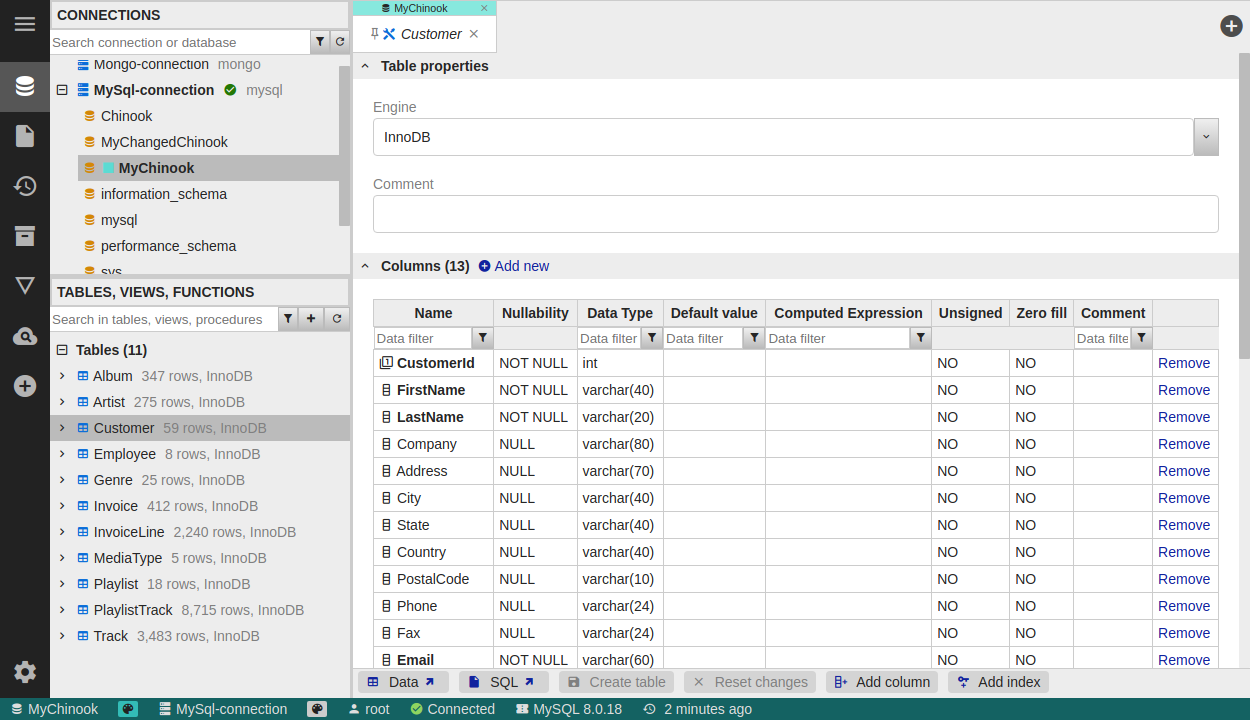 CONNECTIONS
Search connection or database
Mongo-connection mongo
MySql-connection mysql
Chinook
MyChangedChinook
MyChinook
information_schema
mysql
performance_schema
sys
TABLES, VIEWS, FUNCTIONS
Search in tables, views, procedures
Tables (11)
Album 347 rows, InnoDB
Artist 275 rows, InnoDB
Customer 59 rows, InnoDB
Employee 8 rows, InnoDB
Genre 25 rows, InnoDB
Invoice 412 rows, InnoDB
InvoiceLine 2,240 rows, InnoDB
MediaType 5 rows, InnoDB
Playlist 18 rows, InnoDB
PlaylistTrack 8,715 rows, InnoDB
Track 3,483 rows, InnoDB
MyChinook
Customer
Table properties
Engine
InnoDB
Comment
Columns (13) Add new
Name Nullability Data Type Default value Computed Expression Unsigned Zero fill Comment
Data filter Data filter Data filter Data filter Data filte
CustomerId NOT NULL int NO NO Remove
FirstName NOT NULL varchar(40) NO NO Remove
LastName NOT NULL varchar(20) NO NO Remove
Company NULL varchar(80) NO NO Remove
Address NULL varchar(70) NO NO Remove
City NULL varchar(40) NO NO Remove
State NULL varchar(40) NO NO Remove
Country NULL varchar(40) NO NO Remove
PostalCode NULL varchar(10) NO NO Remove
Phone NULL varchar(24) NO NO Remove
Fax NULL varchar(24) NO NO Remove
Email NOT NULL varchar(60) NO NO Remove
Data SQL Create table Reset changes Add column Add index
MyChinook MySql-connection root Connected MySQL 8.0.18 2 minutes ago